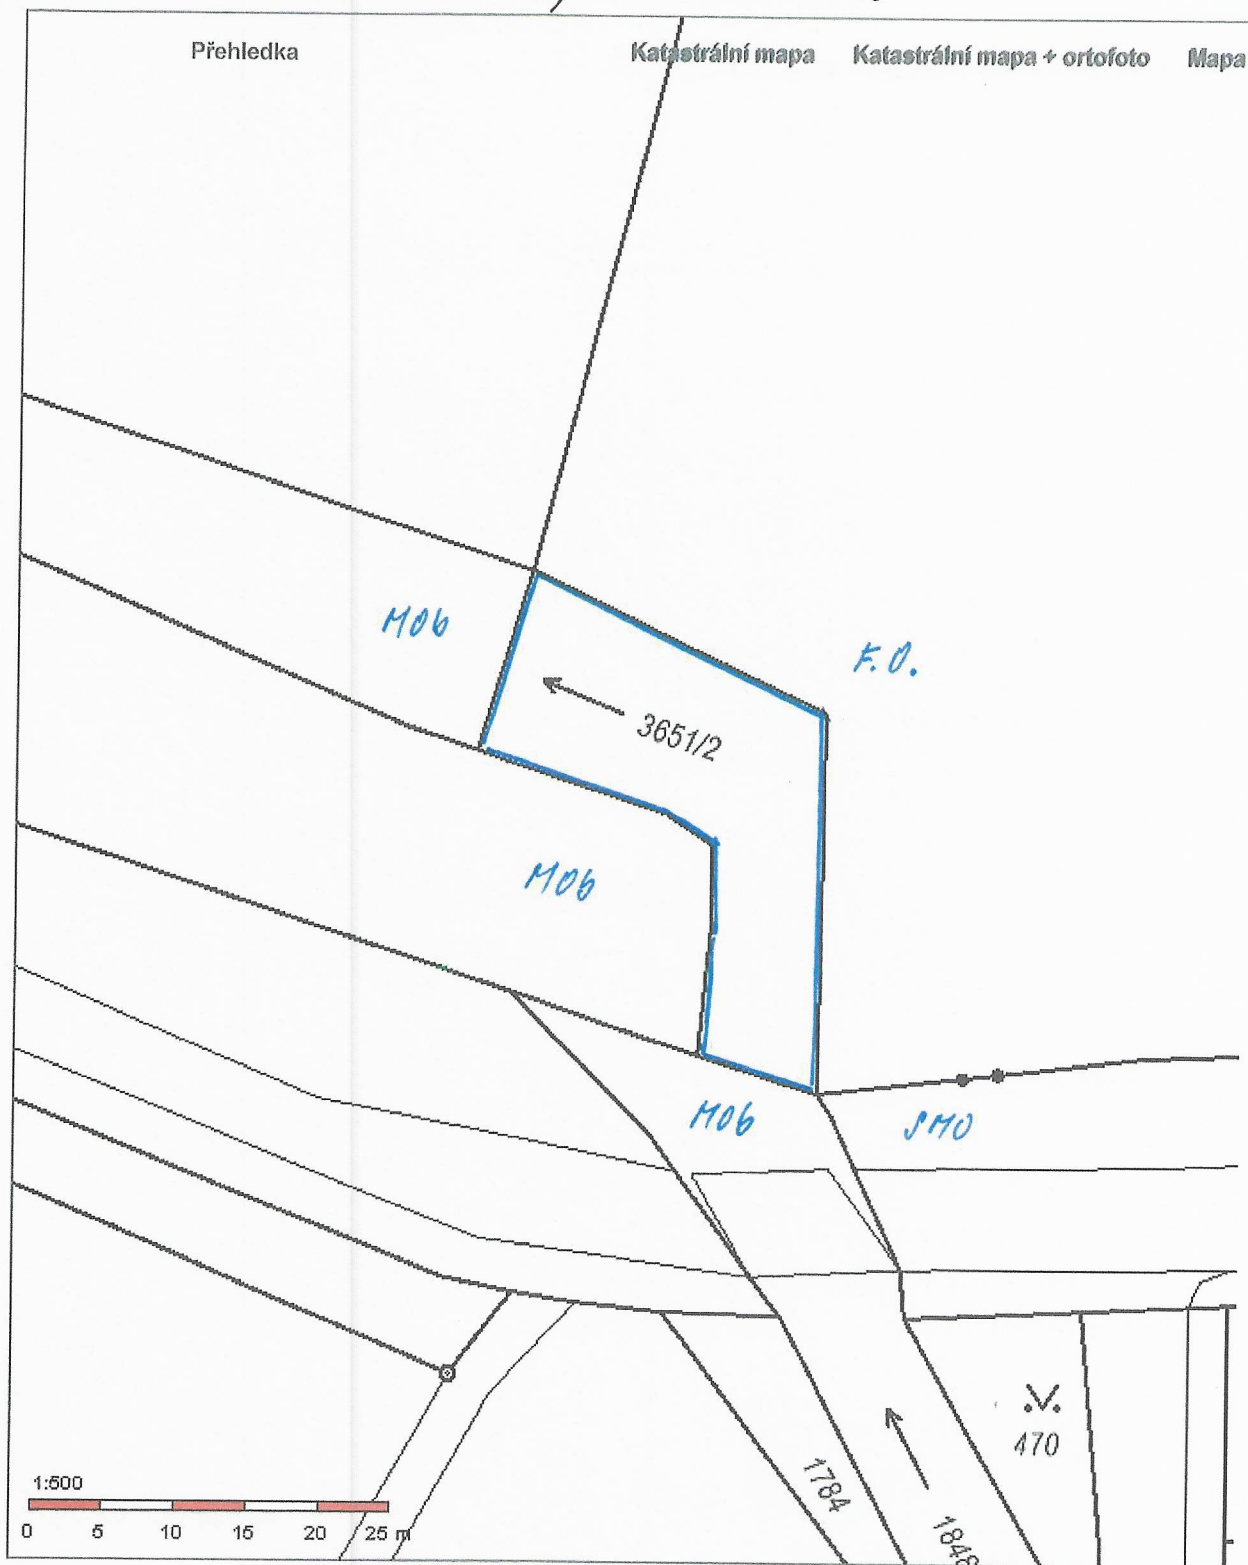 Přehledka Katastrální mapa Katastrální mapa + ortofoto Mapa
MOb
F.O.
3651/2
MOb
MOb
SMO
470
1784
1848
1:500
0 5 10 15 20 25 m